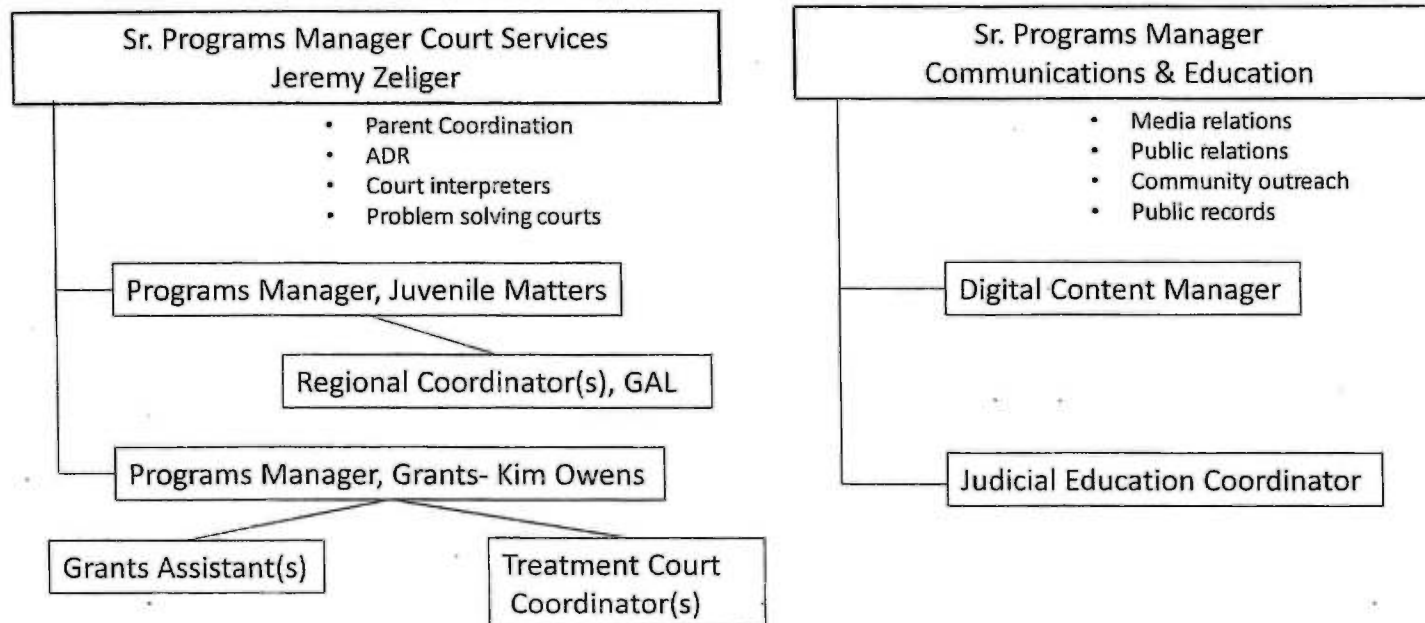 Sr. Programs Manager Court Services
Jeremy Zeliger
• Parent Coordination
• ADR
• Court interpreters
• Problem solving courts
Programs Manager, Juvenile Matters
Regional Coordinator(s), GAL
Programs Manager, Grants- Kim Owens
Grants Assistant(s)
Treatment Court
Coordinator(s)
Sr. Programs Manager
Communications & Education
• Media relations
• Public relations
• Community outreach
• Public records
Digital Content Manager
Judicial Education Coordinator